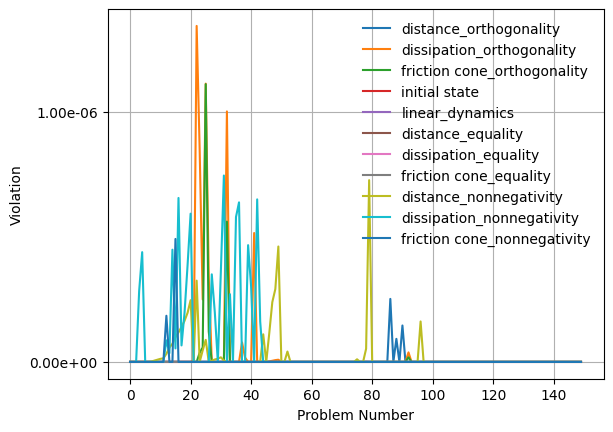 distance_orthogonality
dissipation_orthogonality
friction cone_orthogonality
initial state
linear_dynamics
distance_equality
dissipation_equality
friction cone_equality
distance_nonnegativity
dissipation_nonnegativity
friction cone_nonnegativity
1.00e-06
0.00e+00
Violation
0 20 40 60 80 100 120 140
Problem Number